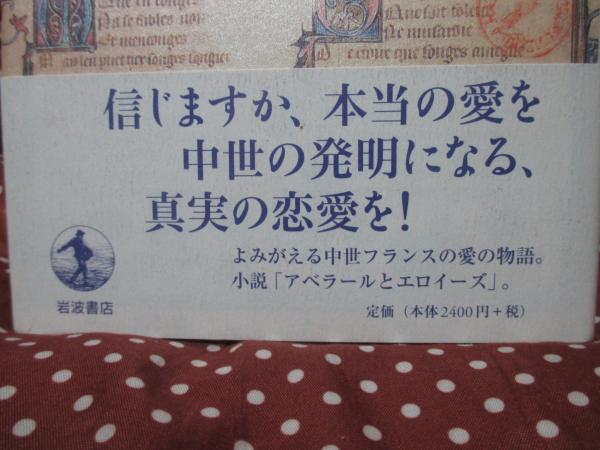 Que soit tolerie
信じますか、本当の愛を
中世の発明になる、
真実の恋愛を！
よみがえる中世フランスの愛の物語。
小説「アベラールとエロイーズ」。
岩波書店
定価（本体2400円＋税）